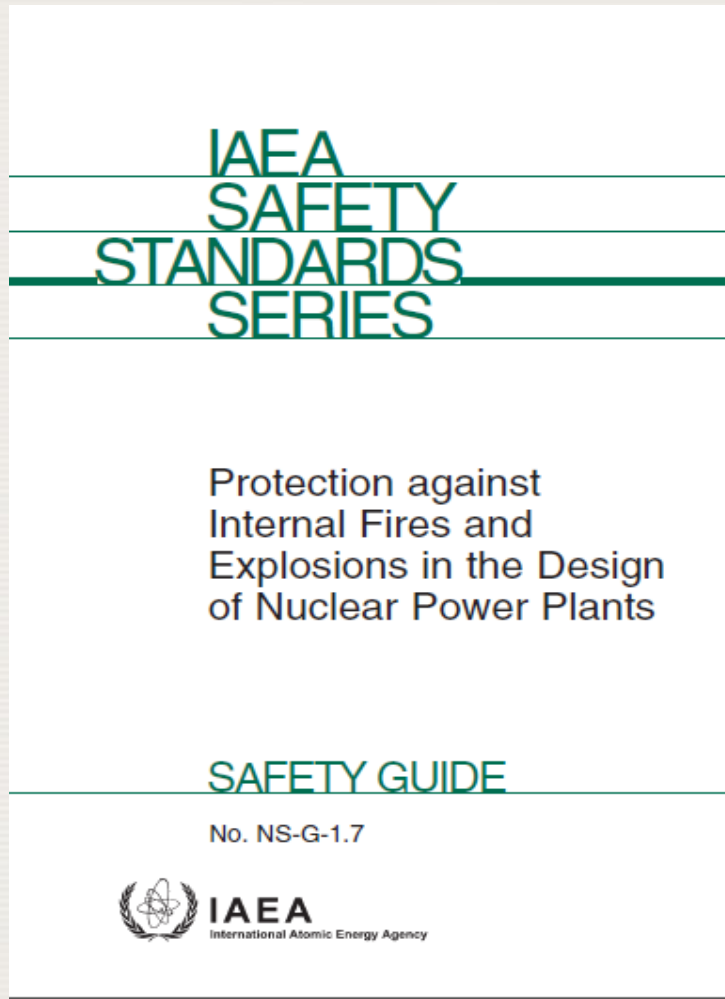 IAEA
SAFETY
STANDARDS
SERIES
Protection against
Internal Fires and
Explosions in the Design
of Nuclear Power Plants
SAFETY GUIDE
No. NS-G-1.7
IAEA
International Atomic Energy Agency